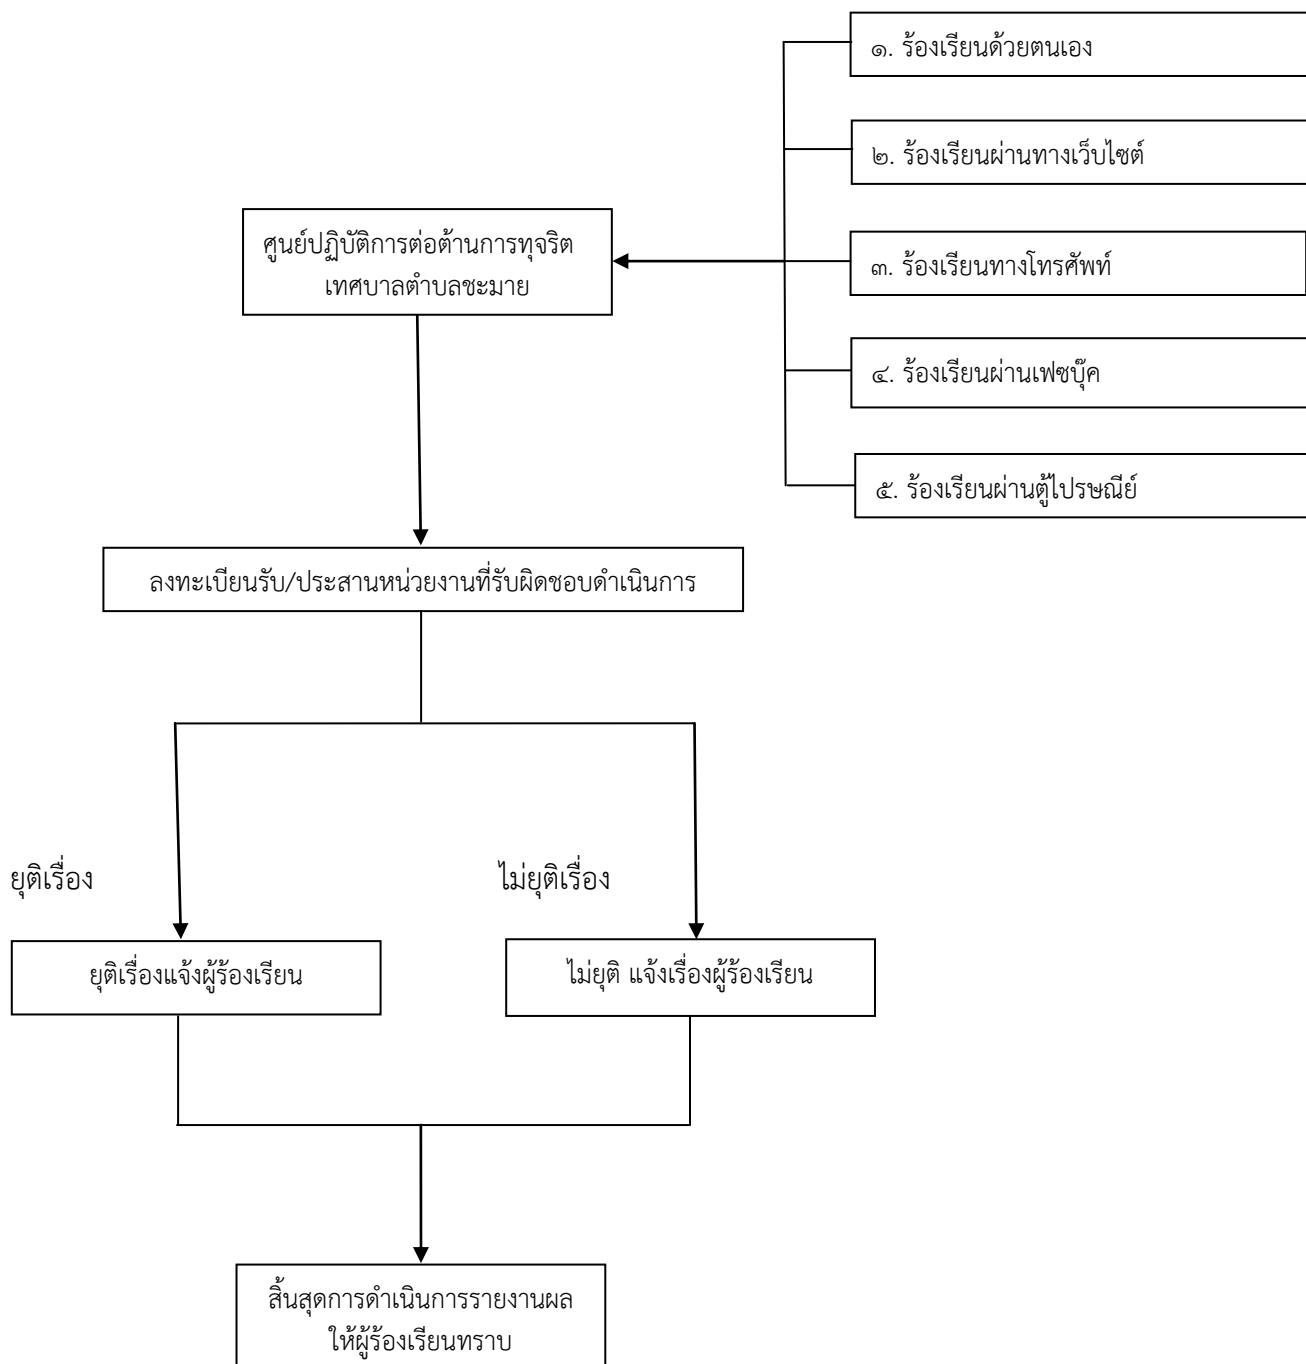 ๑. ร้องเรียนด้วยตนเอง
๒. ร้องเรียนผ่านทางเว็บไซต์
ศูนย์ปฏิบัติการต่อต้านการทุจริต
เทศบาลตำบลชะมาย
๓. ร้องเรียนทางโทรศัพท์
๔. ร้องเรียนผ่านเฟซบุ๊ค
๕. ร้องเรียนผ่านตู้ไปรษณีย์
ลงทะเบียนรับ/ประสานหน่วยงานที่รับผิดชอบดำเนินการ
ยุติเรื่อง
ไม่ยุติเรื่อง
ยุติเรื่องแจ้งผู้ร้องเรียน
ไม่ยุติ แจ้งเรื่องผู้ร้องเรียน
สิ้นสุดการดำเนินการรายงานผล
ให้ผู้ร้องเรียนทราบ